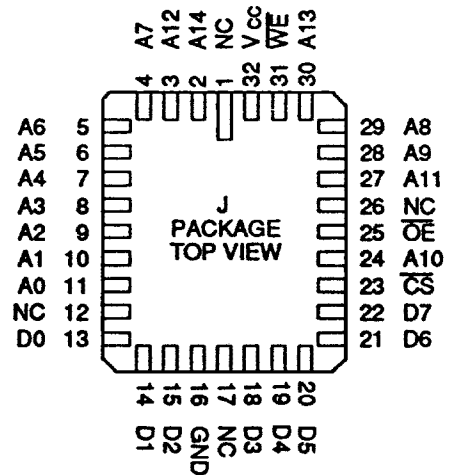 A7 A12 A14 NC Vcc W̅E̅ A13
4 3 2 1 32 31 30
A6 5
A5 6
A4 7
A3 8
A2 9
A1 10
A0 11
NC 12
D0 13
J
PACKAGE
TOP VIEW
29 A8
28 A9
27 A11
26 NC
25 O̅E̅
24 A10
23 C̅S̅
22 D7
21 D6
14 15 16 17 18 19 20
D1 D2 GND NC D3 D4 D5